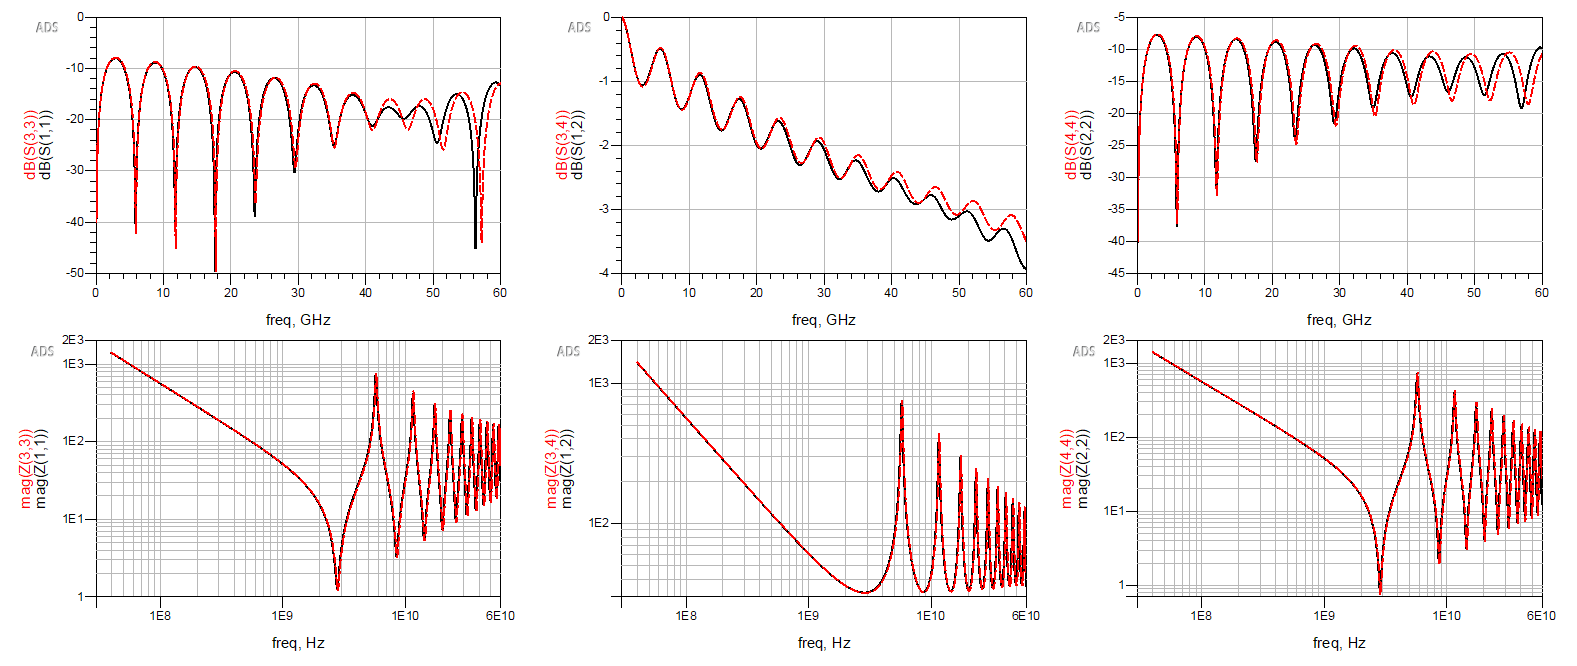 ADS
dB(S(3,3))
dB(S(1,1))
0
-10
-20
-30
-40
-50
0 10 20 30 40 50 60
freq, GHz
ADS
dB(S(3,4))
dB(S(1,2))
0
-1
-2
-3
-4
0 10 20 30 40 50 60
freq, GHz
ADS
dB(S(4,4))
dB(S(2,2))
-5
-10
-15
-20
-25
-30
-35
-40
-45
0 10 20 30 40 50 60
freq, GHz
ADS
mag(Z(3,3))
mag(Z(1,1))
2E3
1E3
1E2
1E1
1
1E8 1E9 1E10 6E10
freq, Hz
ADS
mag(Z(3,4))
mag(Z(1,2))
2E3
1E3
1E2
1E8 1E9 1E10 6E10
freq, Hz
ADS
mag(Z(4,4))
mag(Z(2,2))
2E3
1E3
1E2
1E1
1
1E8 1E9 1E10 6E10
freq, Hz